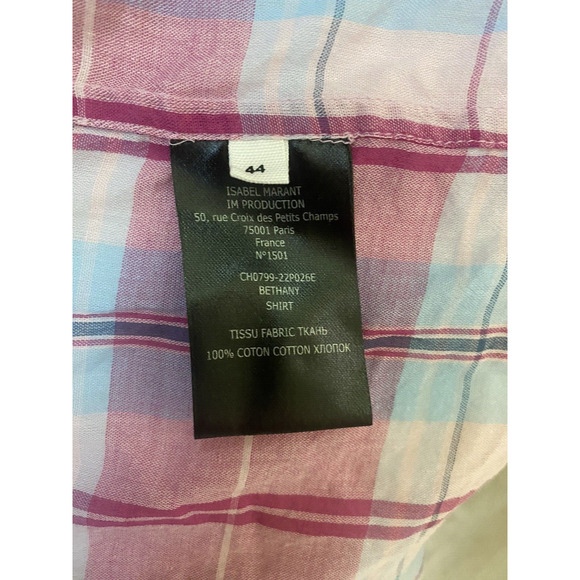 44
ISABEL MARANT
IM PRODUCTION
50, rue Croix des Petits Champs
75001 Paris
France
N°1501
CH0799-22P026E
BETHANY
SHIRT
TISSU FABRIC ТКАНЬ
100% COTON COTTON ХЛОПОК